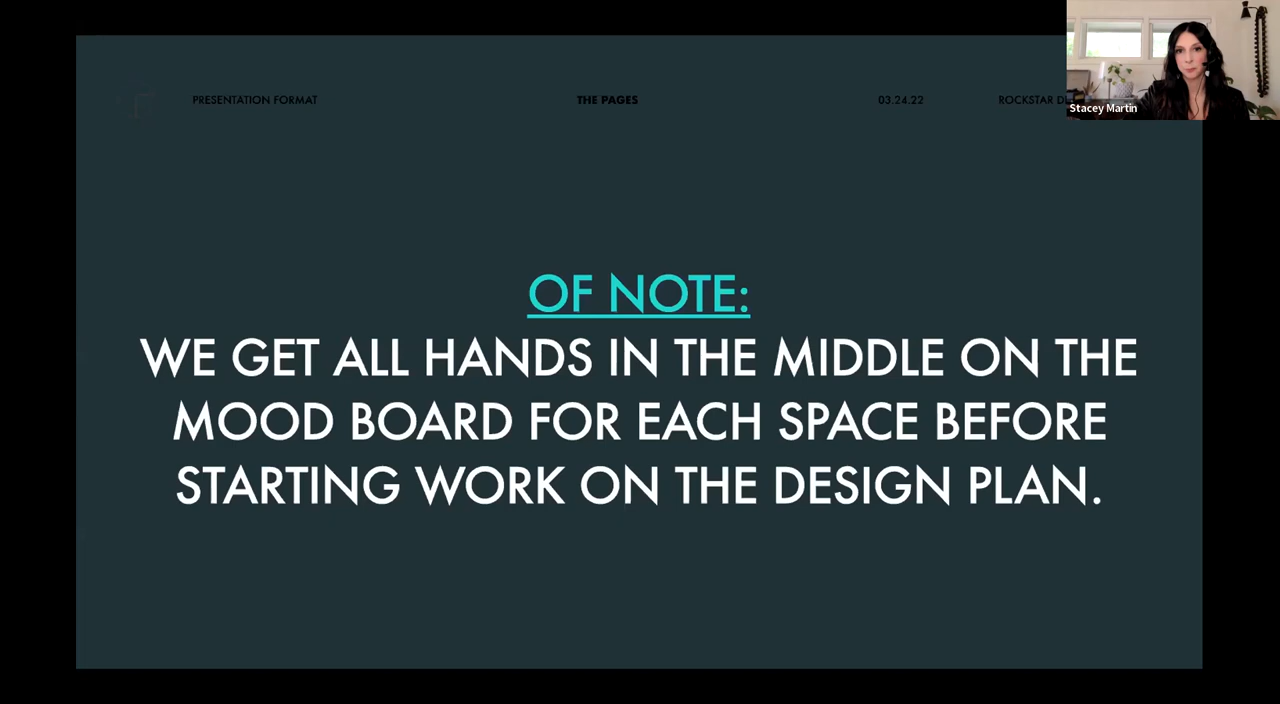 PRESENTATION FORMAT
THE PAGES
03.24.22
ROCKSTAR
Stacey Martin
OF NOTE:
WE GET ALL HANDS IN THE MIDDLE ON THE
MOOD BOARD FOR EACH SPACE BEFORE
STARTING WORK ON THE DESIGN PLAN.